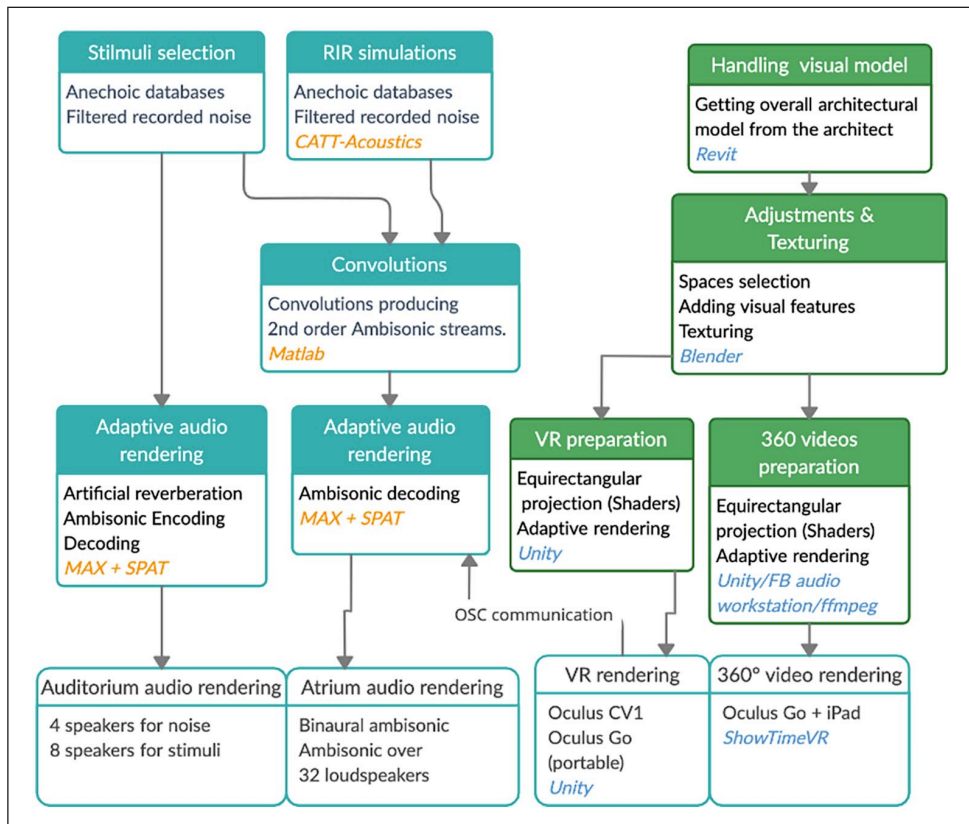 Stilmuli selection
Anechoic databases
Filtered recorded noise
RIR simulations
Anechoic databases
Filtered recorded noise
CATT-Acoustics
Handling visual model
Getting overall architectural
model from the architect
Revit
Adjustments &
Texturing
Spaces selection
Adding visual features
Texturing
Blender
Convolutions
Convolutions producing
2nd order Ambisonic streams.
Matlab
Adaptive audio
rendering
Artificial reverberation
Ambisonic Encoding
Decoding
MAX + SPAT
Adaptive audio
rendering
Ambisonic decoding
MAX + SPAT
VR preparation
Equirectangular
projection (Shaders)
Adaptive rendering
Unity
360 videos
preparation
Equirectangular
projection (Shaders)
Adaptive rendering
Unity/FB audio
workstation/ffmpeg
OSC communication
Auditorium audio rendering
4 speakers for noise
8 speakers for stimuli
Atrium audio rendering
Binaural ambisonic
Ambisonic over
32 loudspeakers
VR rendering
Oculus CV1
Oculus Go
(portable)
Unity
360° video rendering
Oculus Go + iPad
ShowTimeVR